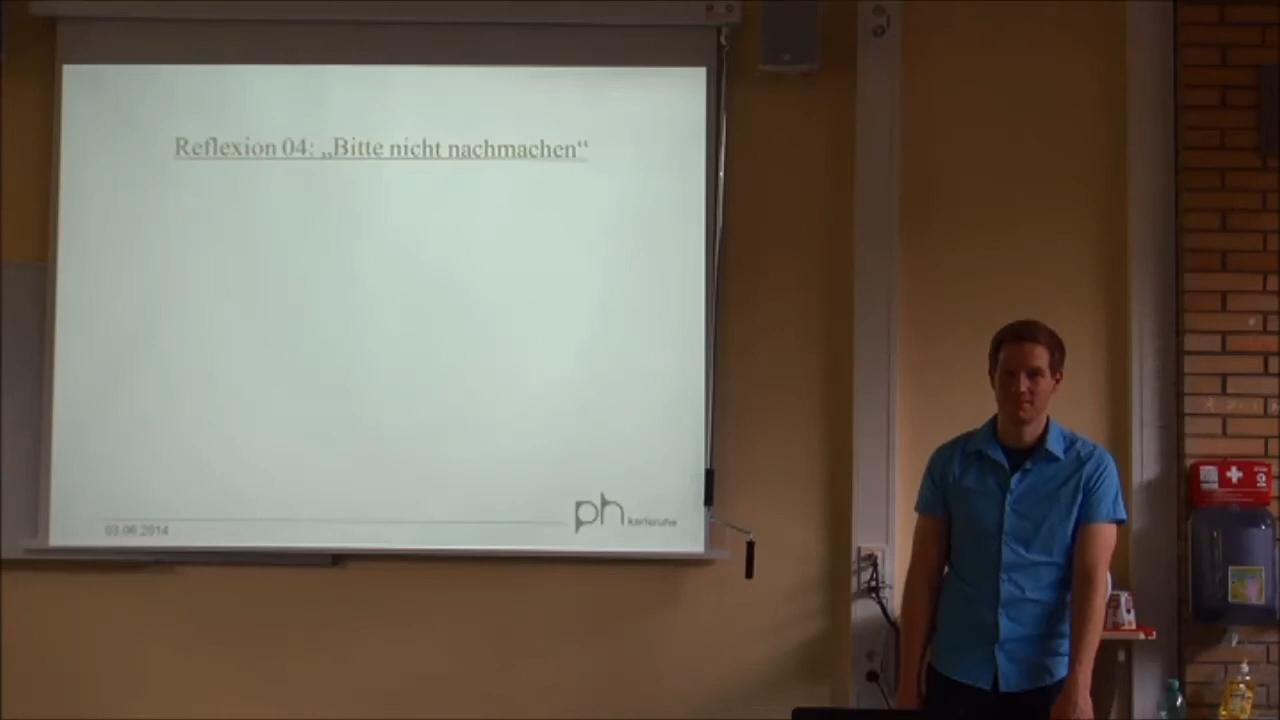 Reflexion 04: „Bitte nicht nachmachen“
03.06.2014
ph karlsruhe